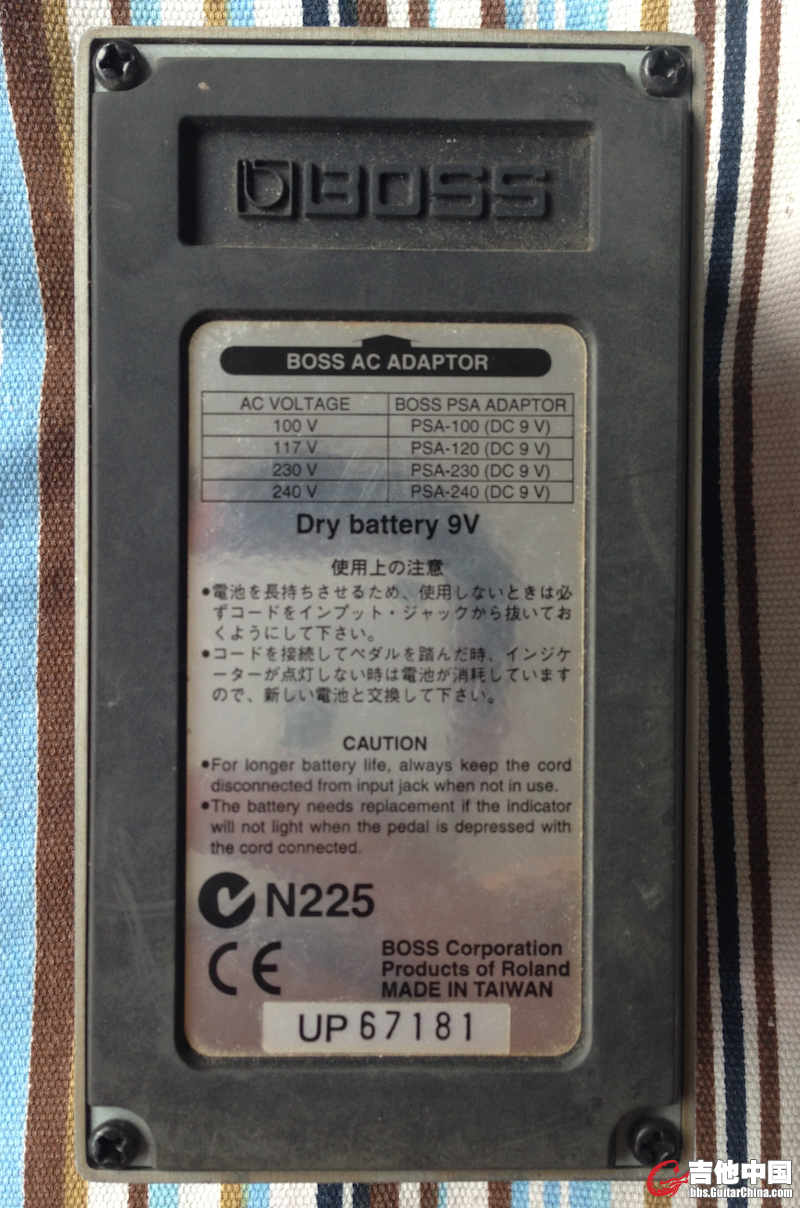 BOSS
BOSS AC ADAPTOR
AC VOLTAGE BOSS PSA ADAPTOR
100 V PSA-100 (DC 9 V)
117 V PSA-120 (DC 9 V)
230 V PSA-230 (DC 9 V)
240 V PSA-240 (DC 9 V)
Dry battery 9V
使用上の注意
●電池を長持ちさせるため、使用しないときは必
ずコードをインプット・ジャックから抜いてお
くようにして下さい。
●コードを接続してペダルを踏んだ時、インジケ
ーターが点灯しない時は電池が消耗しています
ので、新しい電池と交換して下さい。
CAUTION
●For longer battery life, always keep the cord
disconnected from input jack when not in use.
●The battery needs replacement if the indicator
will not light when the pedal is depressed with
the cord connected.
N225
CE
BOSS Corporation
Products of Roland
MADE IN TAIWAN
UP 67181
吉他中国
bbs.GuitarChina.com